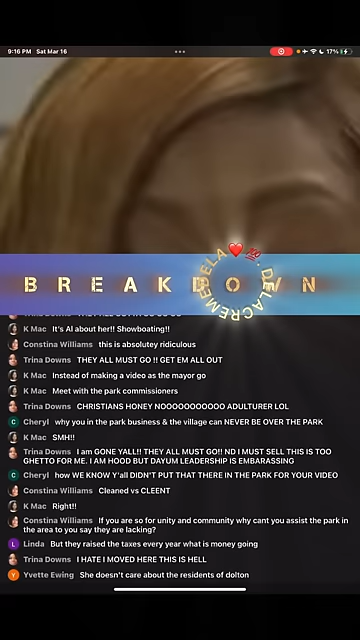 9:16 PM Sat Mar 16
17%
BREAKDOWN
DELACREMEDELA DELACREMEDELA
K Mac It's Al about her!! Showboating!!
Constina Williams this is absolutey ridiculous
Trina Downs THEY ALL MUST GO !! GET EM ALL OUT
K Mac Instead of making a video as the mayor go
K Mac Meet with the park commissioners
Trina Downs CHRISTIANS HONEY NOOOOOOOOOOO ADULTURER LOL
C Cheryl why you in the park business & the village can NEVER BE OVER THE PARK
K Mac SMH!!
Trina Downs I am GONE YALL!! THEY ALL MUST GO!! ND I MUST SELL THIS IS TOO
GHETTO FOR ME. I AM HOOD BUT DAYUM LEADERSHIP IS EMBARASSING
C Cheryl how WE KNOW Y'all DIDN'T PUT THAT THERE IN THE PARK FOR YOUR VIDEO
Constina Williams Cleaned vs CLEENT
K Mac Right!!
Constina Williams If you are so for unity and community why cant you assist the park in
the area to you say they are lacking?
L Linda But they raised the taxes every year what is money going
Trina Downs I HATE I MOVED HERE THIS IS HELL
Y Yvette Ewing She doesn't care about the residents of dolton